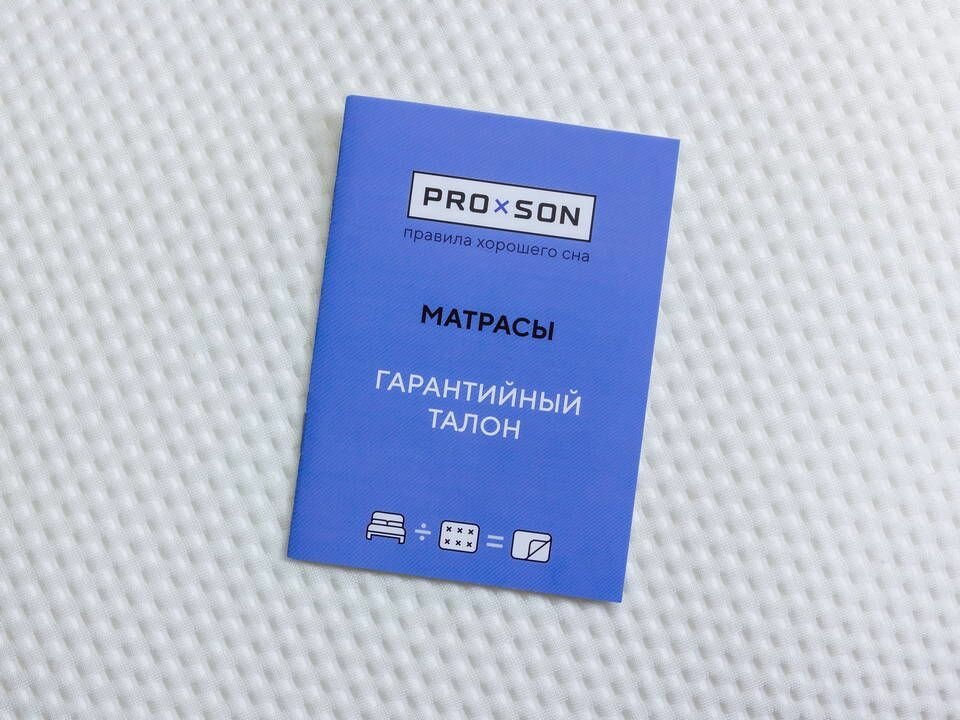 PRO×SON
правила хорошего сна
МАТРАСЫ
ГАРАНТИЙНЫЙ
ТАЛОН